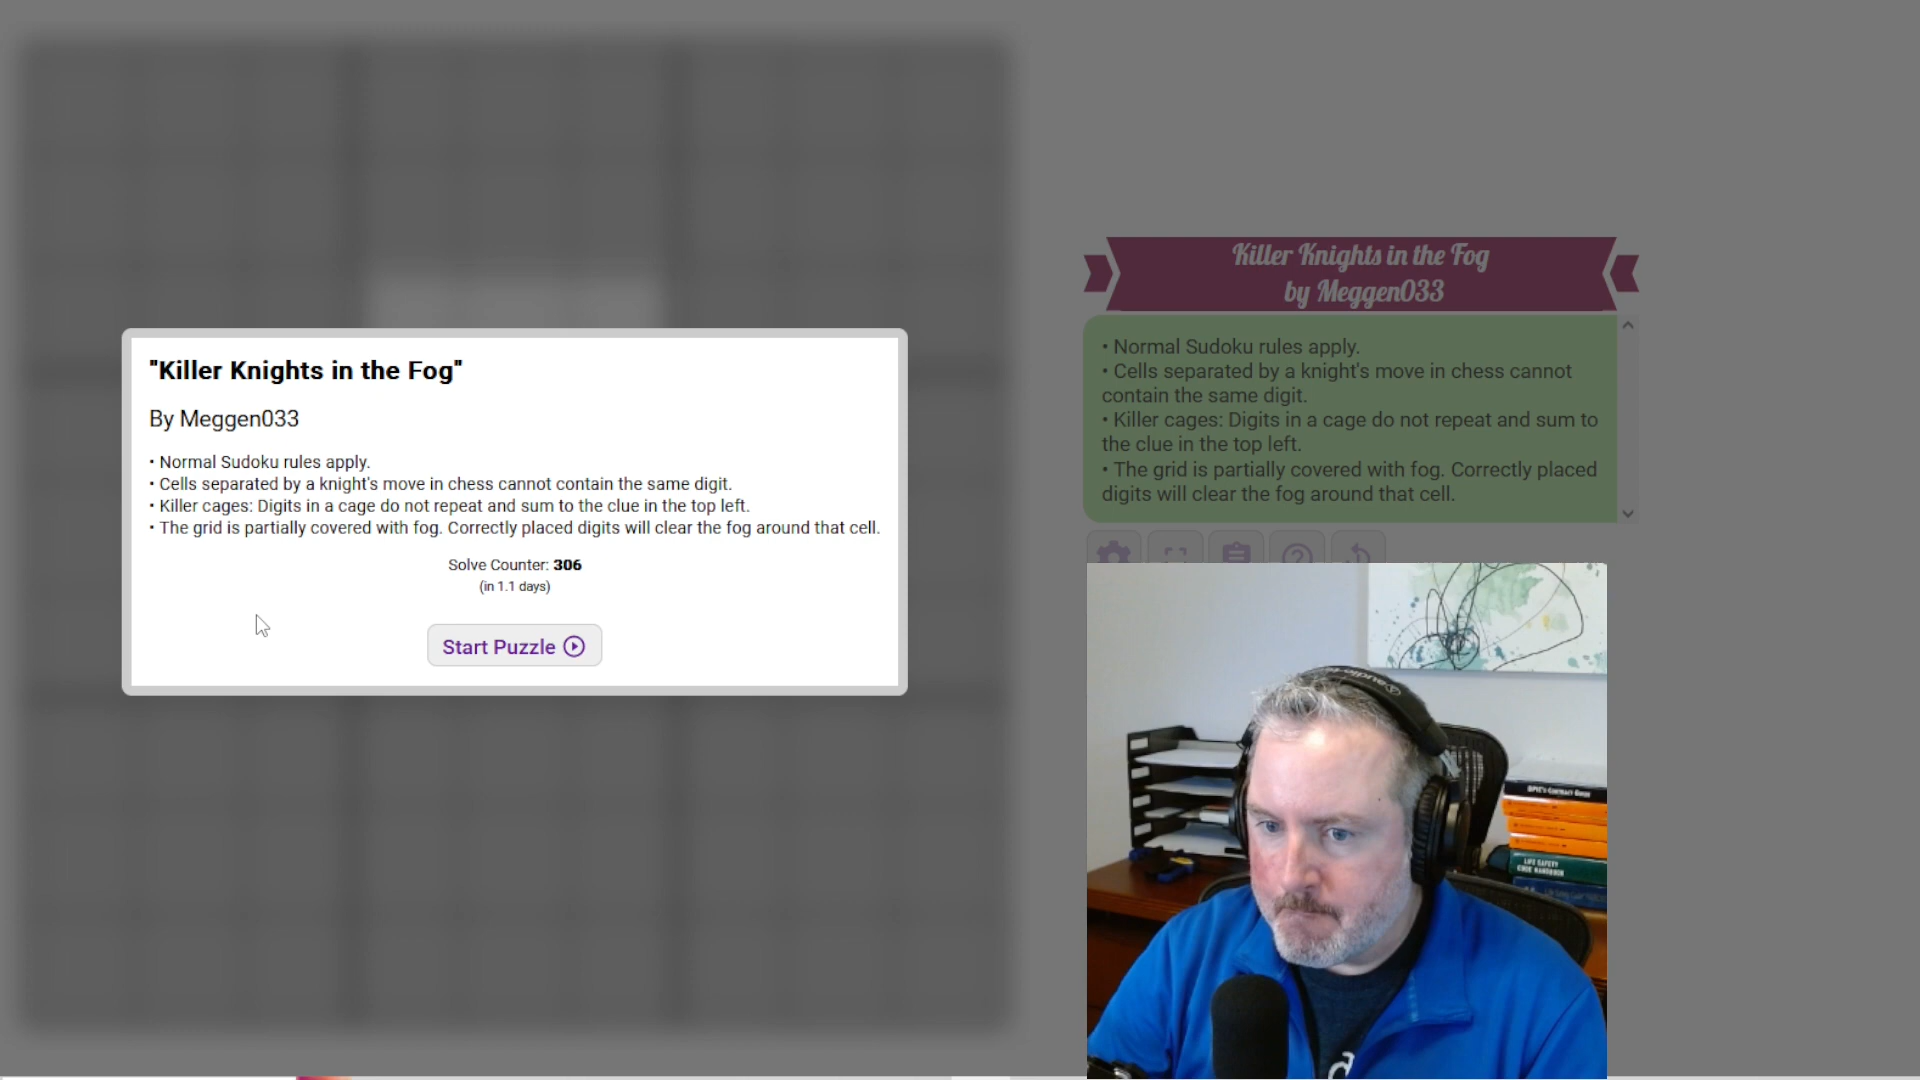 "Killer Knights in the Fog"
By Meggen033
• Normal Sudoku rules apply.
• Cells separated by a knight's move in chess cannot contain the same digit.
• Killer cages: Digits in a cage do not repeat and sum to the clue in the top left.
• The grid is partially covered with fog. Correctly placed digits will clear the fog around that cell.
Solve Counter: 306
(in 1.1 days)
Start Puzzle
Killer Knights in the Fog
by Meggen033
• Normal Sudoku rules apply.
• Cells separated by a knight's move in chess cannot
contain the same digit.
• Killer cages: Digits in a cage do not repeat and sum to
the clue in the top left.
• The grid is partially covered with fog. Correctly placed
digits will clear the fog around that cell.
LIFE SAFETY
CODE HANDBOOK